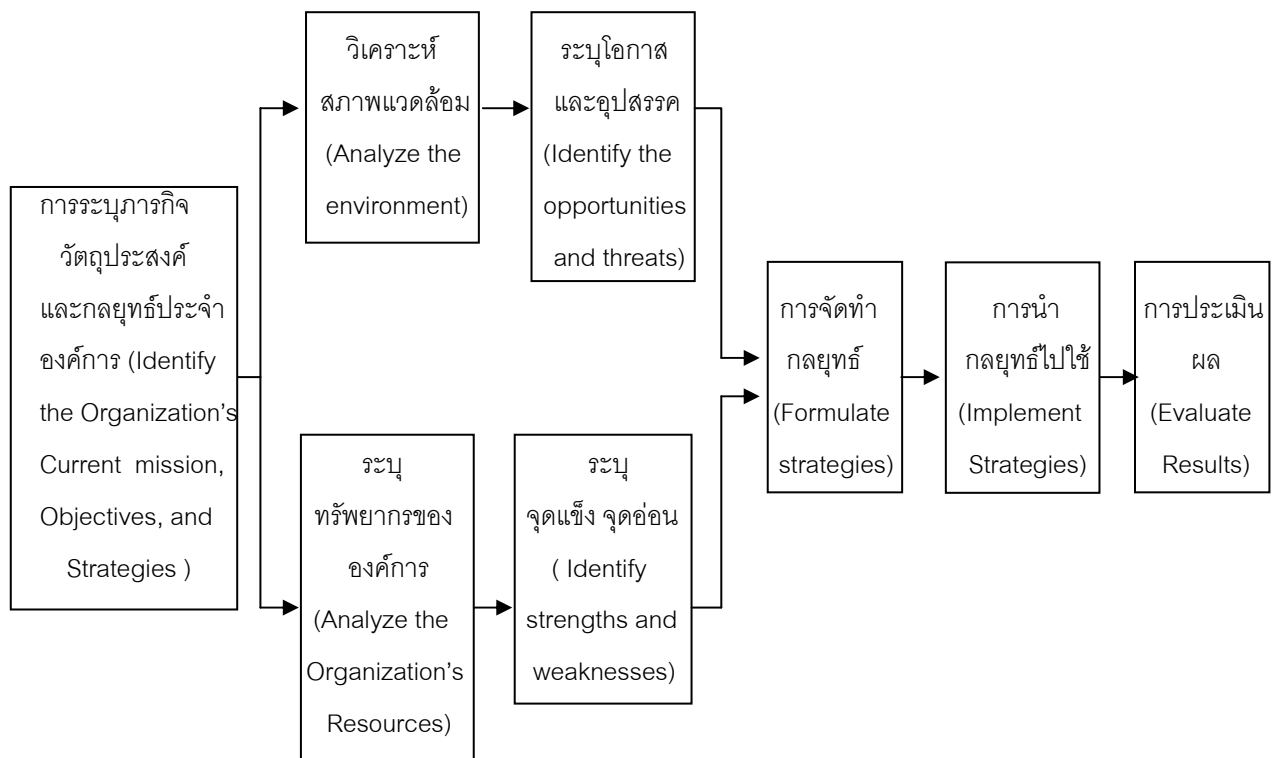 การระบุภารกิจ
วัตถุประสงค์
และกลยุทธ์ประจำ
องค์การ (Identify
the Organization’s
Current mission,
Objectives, and
Strategies )
วิเคราะห์
สภาพแวดล้อม
(Analyze the
environment)
ระบุโอกาส
และอุปสรรค
(Identify the
opportunities
and threats)
ระบุ
ทรัพยากรของ
องค์การ
(Analyze the
Organization’s
Resources)
ระบุ
จุดแข็ง จุดอ่อน
( Identify
strengths and
weaknesses)
การจัดทำ
กลยุทธ์
(Formulate
strategies)
การนำ
กลยุทธ์ไปใช้
(Implement
Strategies)
การประเมิน
ผล
(Evaluate
Results)